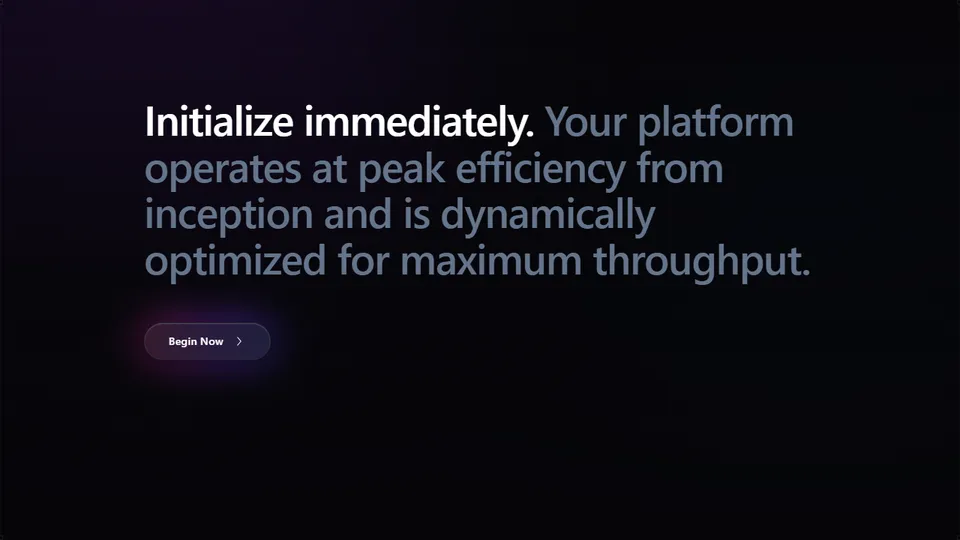 Initialize immediately. Your platform
operates at peak efficiency from
inception and is dynamically
optimized for maximum throughput.
Begin Now